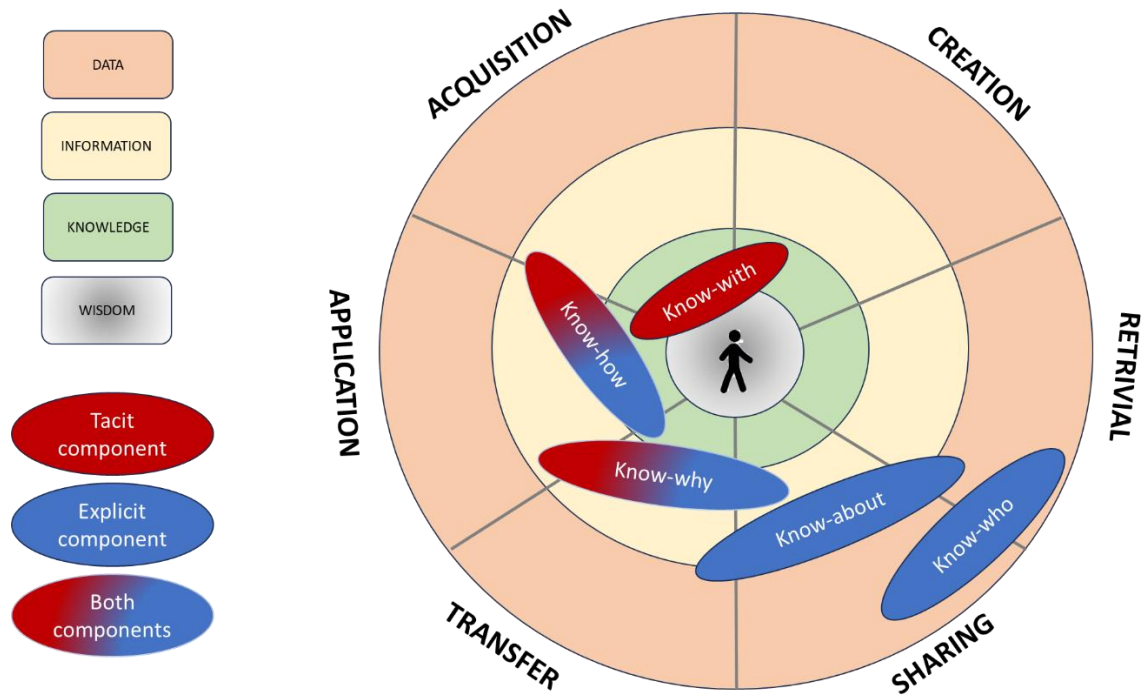 DATA
INFORMATION
KNOWLEDGE
WISDOM
Tacit
component
Explicit
component
Both
components
ACQUISITION
CREATION
APPLICATION
RETRIVIAL
TRANSFER
SHARING
Know-with
Know-how
Know-why
Know-about
Know-who